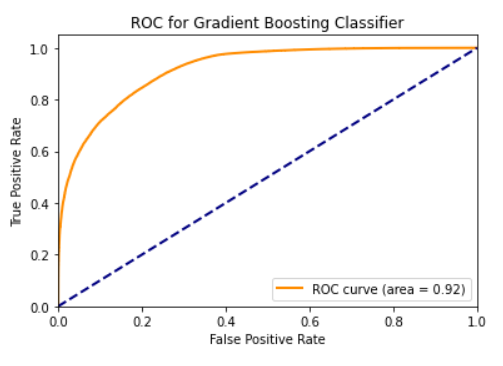 ROC for Gradient Boosting Classifier
1.0
0.8
0.6
0.4
0.2
0.0
True Positive Rate
ROC curve (area = 0.92)
0.0 0.2 0.4 0.6 0.8 1.0
False Positive Rate